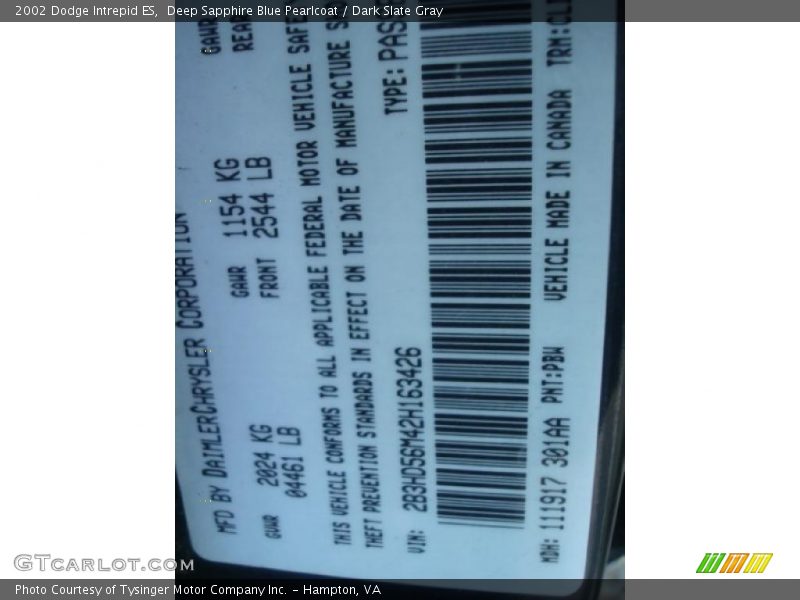 2002 Dodge Intrepid ES, Deep Sapphire Blue Pearlcoat / Dark Slate Gray
MFD BY DAIMLERCHRYSLER CORPORATION
GVWR 2024 KG
04461 LB
GAWR 1154 KG
FRONT 2544 LB
GAWR
REAR
THIS VEHICLE CONFORMS TO ALL APPLICABLE FEDERAL MOTOR VEHICLE SAFE
THEFT PREVENTION STANDARDS IN EFFECT ON THE DATE OF MANUFACTURE
VIN: 2B3HD56M42H163426
TYPE: PAS
MDH: 111917 301AA PNT:PBW VEHICLE MADE IN CANADA TRM:
GTCarlot.com
Photo Courtesy of Tysinger Motor Company Inc. - Hampton, VA